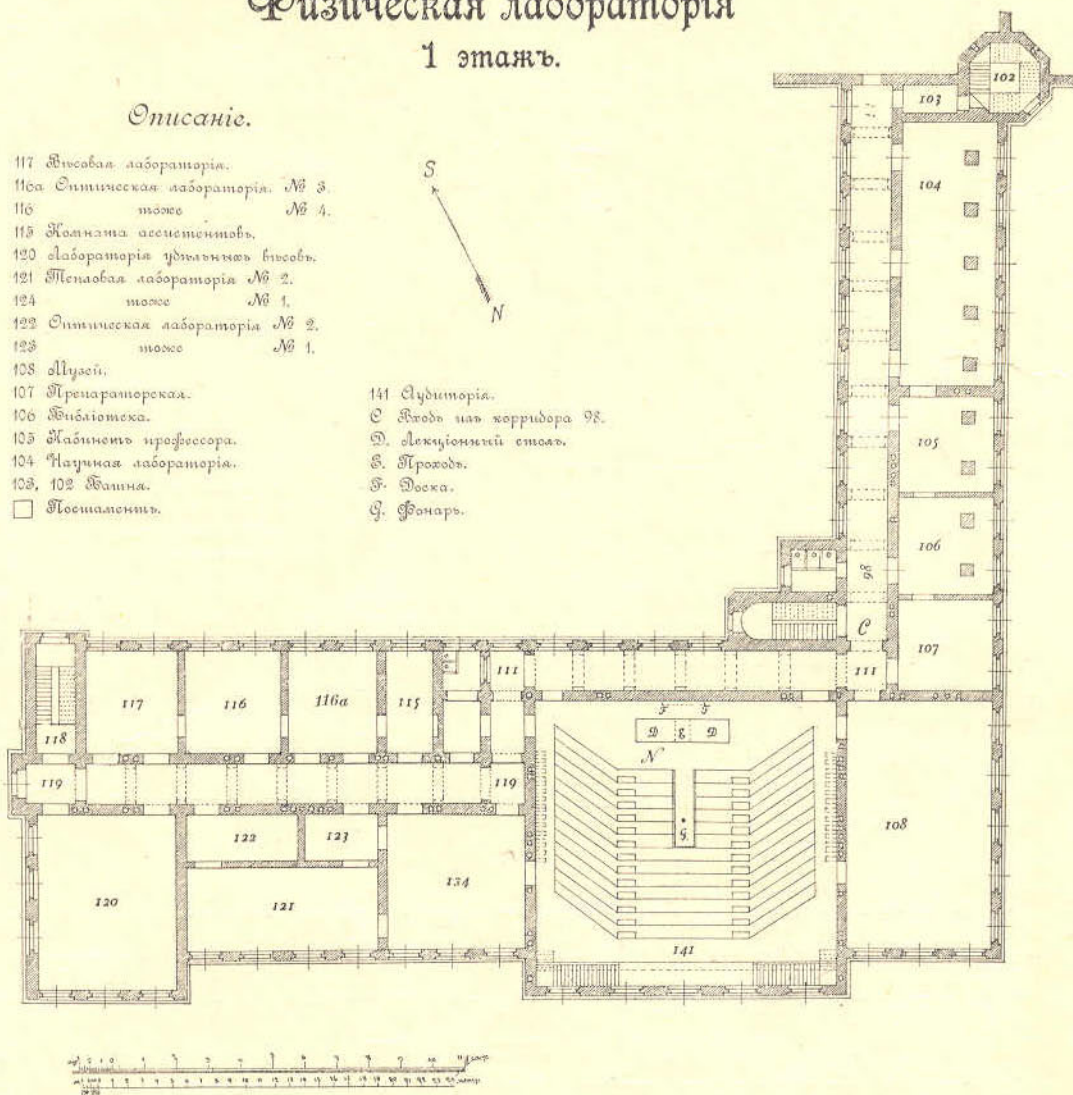 Физическая лабораторія
1 этажъ.
Описаніе.
117 Вѣсовая лабораторія.
116а Оптическая лабораторія. № 3.
116 тоже № 4.
115 Комната ассистентовъ.
120 Лабораторія удѣльныхъ вѣсовъ.
121 Тепловая лабораторія № 2.
124 тоже № 1.
122 Оптическая лабораторія № 2.
123 тоже № 1.
108 Музей.
107 Препараторская.
106 Библіотека.
105 Кабинетъ профессора.
104 Научная лабораторія.
103, 102 Башня.
Постаментъ.
141 Аудиторія.
C Входъ изъ корридора 98.
D. Лекціонный столъ.
E. Проходъ.
F. Доска.
G. Фонарь.
S
N
102
103
104
105
106
98
C
107
111
111
117
116
116a
115
118
119
119
F F
D E D
N
G.
108
122
123
134
120
121
141